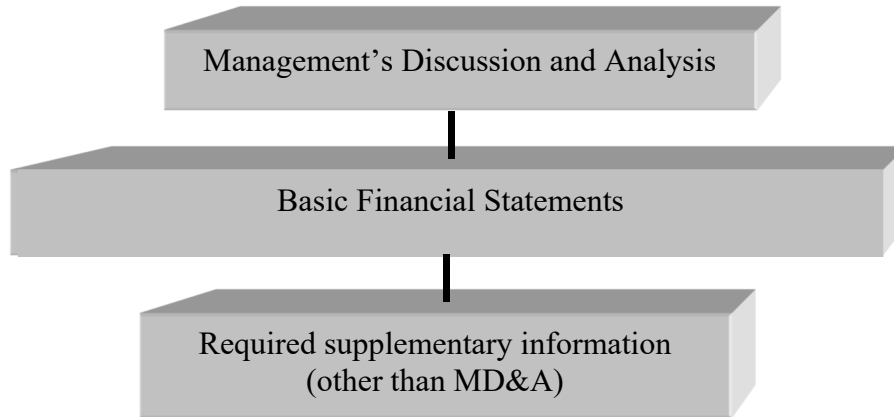 Management’s Discussion and Analysis
Basic Financial Statements
Required supplementary information
(other than MD&A)